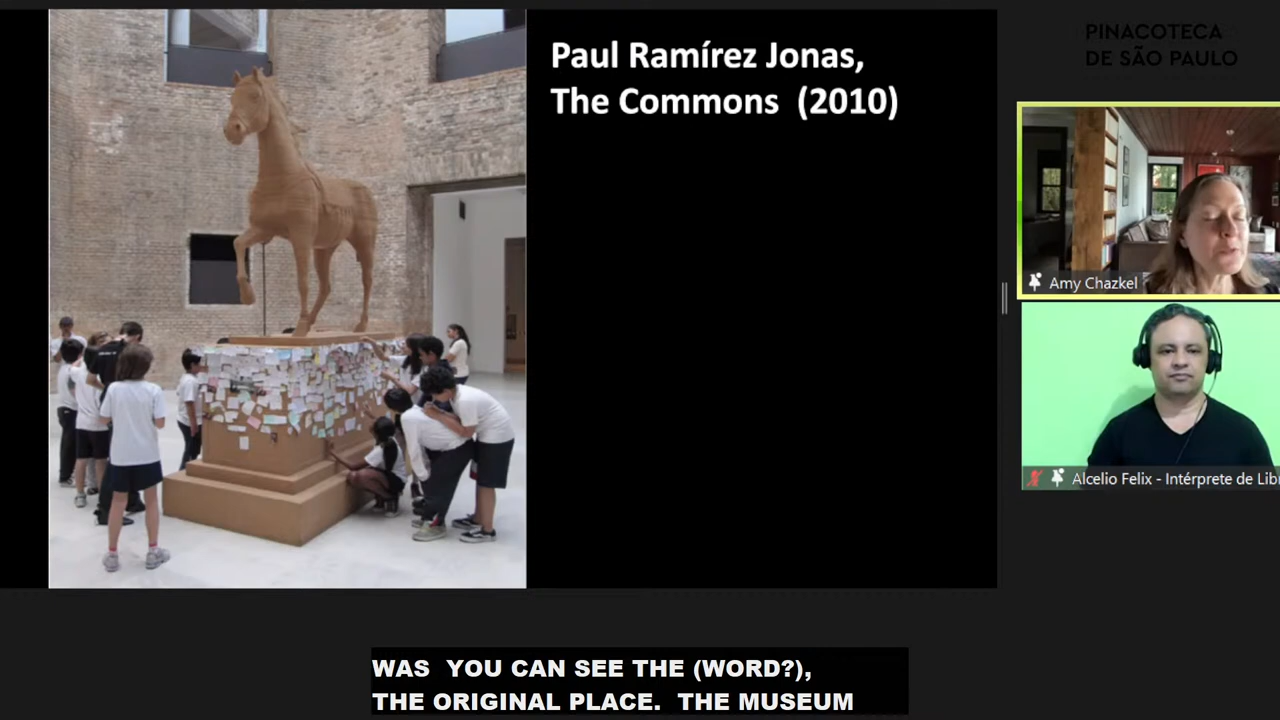 Paul Ramírez Jonas,
The Commons (2010)
PINACOTECA
DE SÃO PAULO
Amy Chazkel
Alcelio Felix - Intérprete de Lib
WAS YOU CAN SEE THE (WORD?),
THE ORIGINAL PLACE. THE MUSEUM